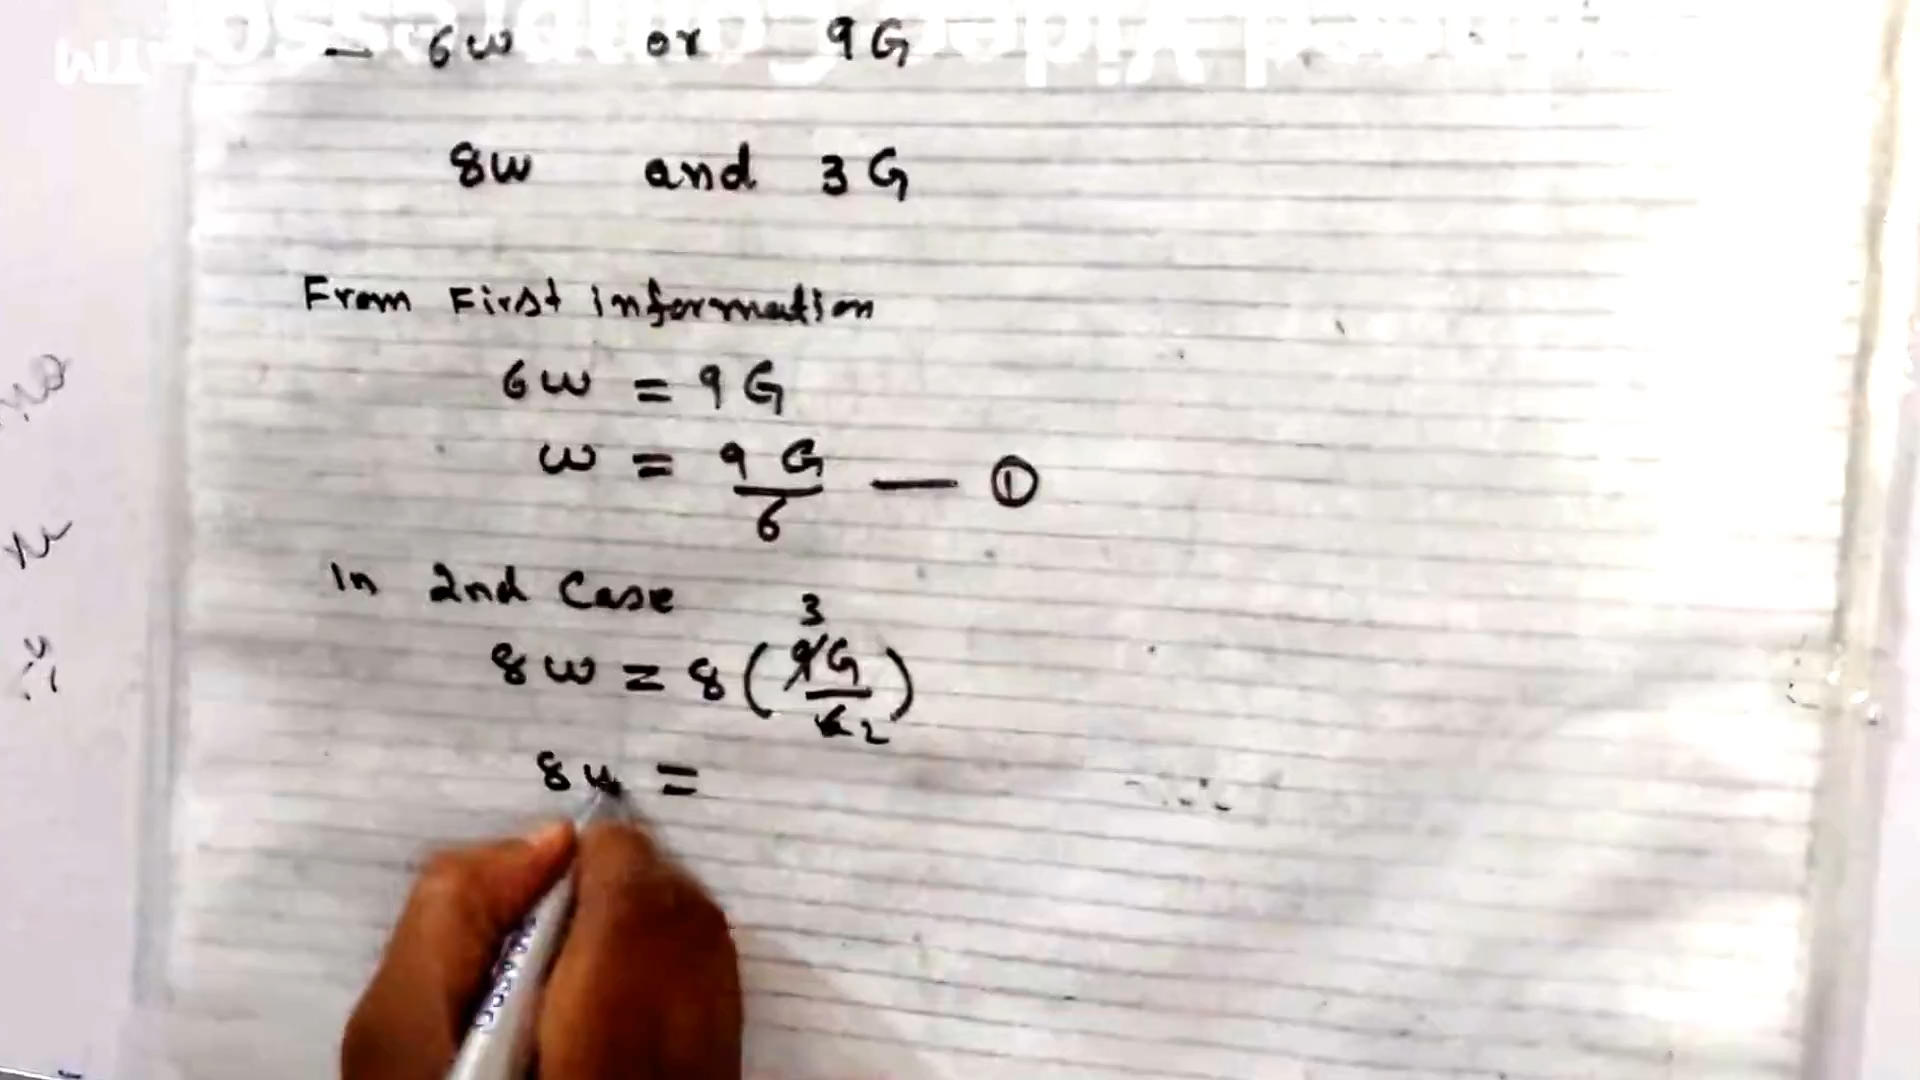 - 6w or 9G
8w and 3G
From First information
6w = 9G
w = 9G/6 — ①
In 2nd Case
3
8w = 8(9G/6 2)
8w =
TM